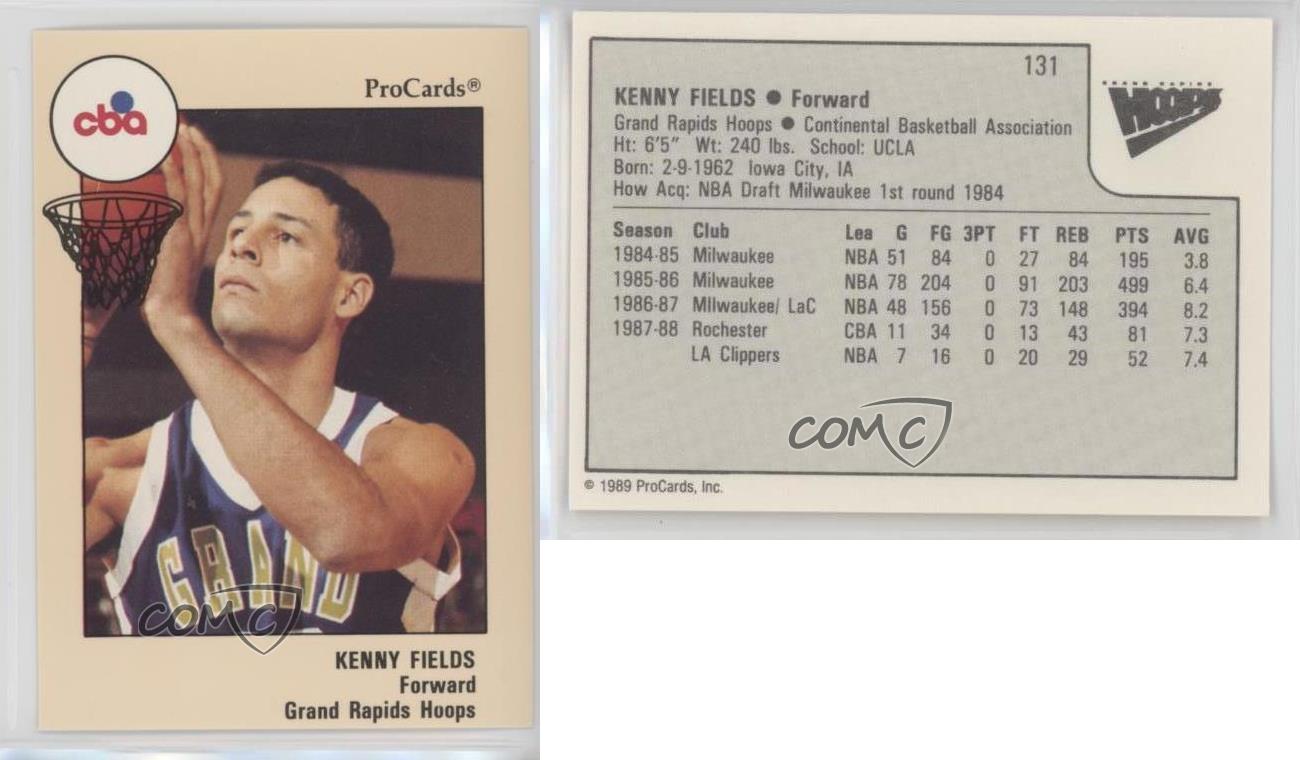 cba
ProCards®
GRAND
COMC
KENNY FIELDS
Forward
Grand Rapids Hoops
131
KENNY FIELDS ● Forward
Grand Rapids Hoops ● Continental Basketball Association
Ht: 6'5" Wt: 240 lbs. School: UCLA
Born: 2-9-1962 Iowa City, IA
How Acq: NBA Draft Milwaukee 1st round 1984
GRAND RAPIDS
HOOPS
Season Club Lea G FG 3PT FT REB PTS AVG
1984-85 Milwaukee NBA 51 84 0 27 84 195 3.8
1985-86 Milwaukee NBA 78 204 0 91 203 499 6.4
1986-87 MIlwaukee/ LaC NBA 48 156 0 73 148 394 8.2
1987-88 Rochester CBA 11 34 0 13 43 81 7.3
LA Clippers NBA 7 16 0 20 29 52 7.4
COMC
© 1989 ProCards, Inc.